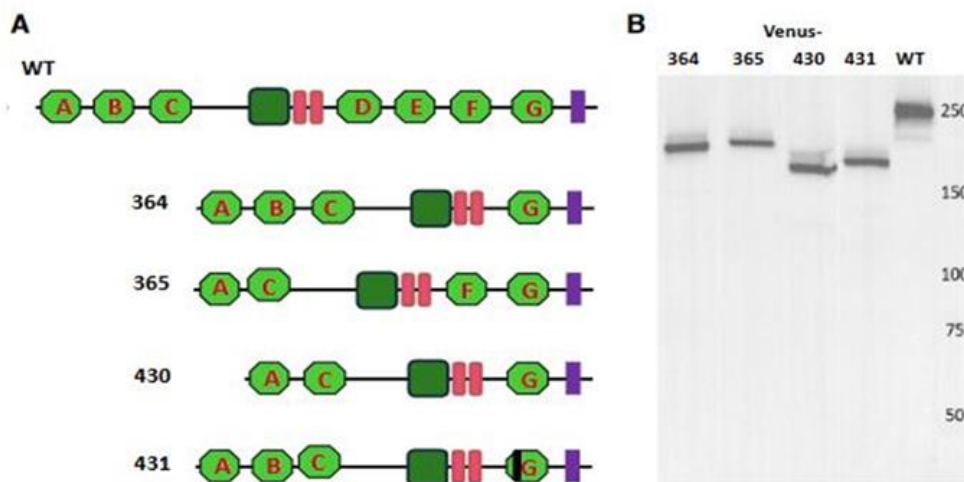 A
WT
A B C D E F G
364
A B C G
365
A C F G
430
A C G
431
A B C G
B
Venus-
364 365 430 431 WT
250
150
100
75
50